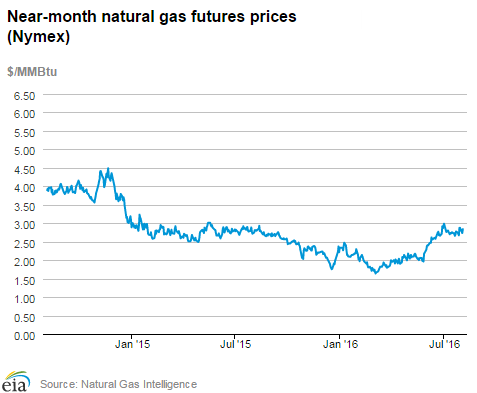 Near-month natural gas futures prices
(Nymex)
$/MMBtu
6.50
6.00
5.50
5.00
4.50
4.00
3.50
3.00
2.50
2.00
1.50
1.00
0.50
0.00
Jan '15 Jul '15 Jan '16 Jul '16
eia Source: Natural Gas Intelligence